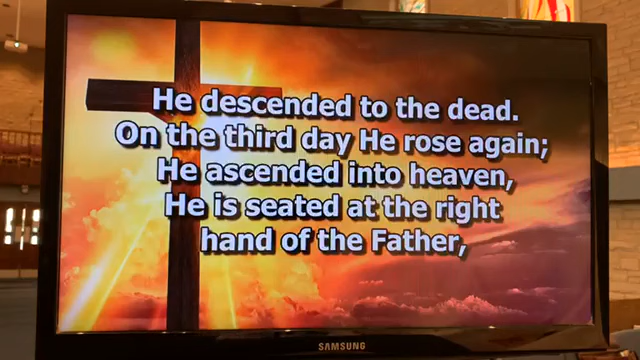 He descended to the dead.
On the third day He rose again;
He ascended into heaven,
He is seated at the right
hand of the Father,
SAMSUNG